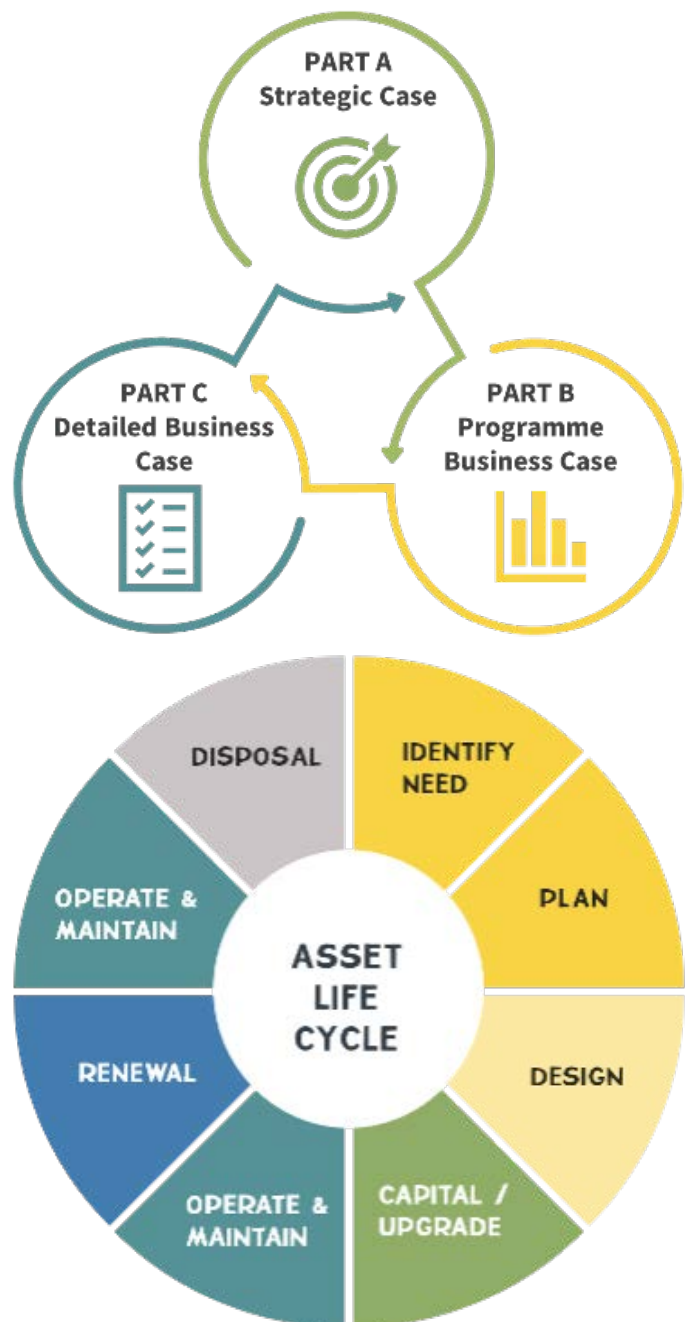 PART A
Strategic Case
PART C
Detailed Business
Case
PART B
Programme
Business Case
DISPOSAL
IDENTIFY
NEED
OPERATE &
MAINTAIN
PLAN
ASSET
LIFE
CYCLE
RENEWAL
DESIGN
OPERATE &
MAINTAIN
CAPITAL /
UPGRADE